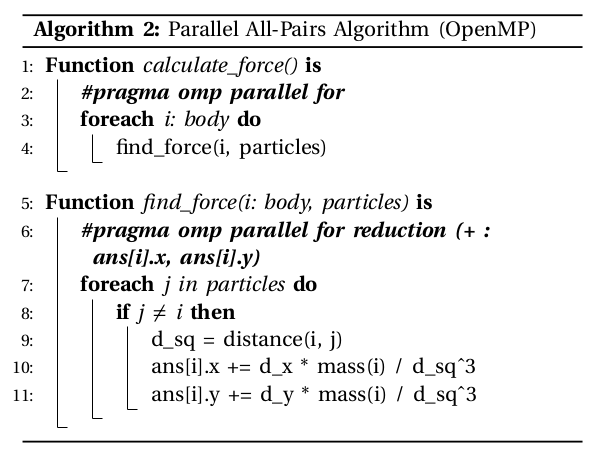 Algorithm 2: Parallel All-Pairs Algorithm (OpenMP)
1: Function calculate_force() is
2: #pragma omp parallel for
3: foreach i: body do
4: find_force(i, particles)
5: Function find_force(i: body, particles) is
6: #pragma omp parallel for reduction (+ :
ans[i].x, ans[i].y)
7: foreach j in particles do
8: if j ≠ i then
9: d_sq = distance(i, j)
10: ans[i].x += d_x * mass(i) / d_sq^3
11: ans[i].y += d_y * mass(i) / d_sq^3